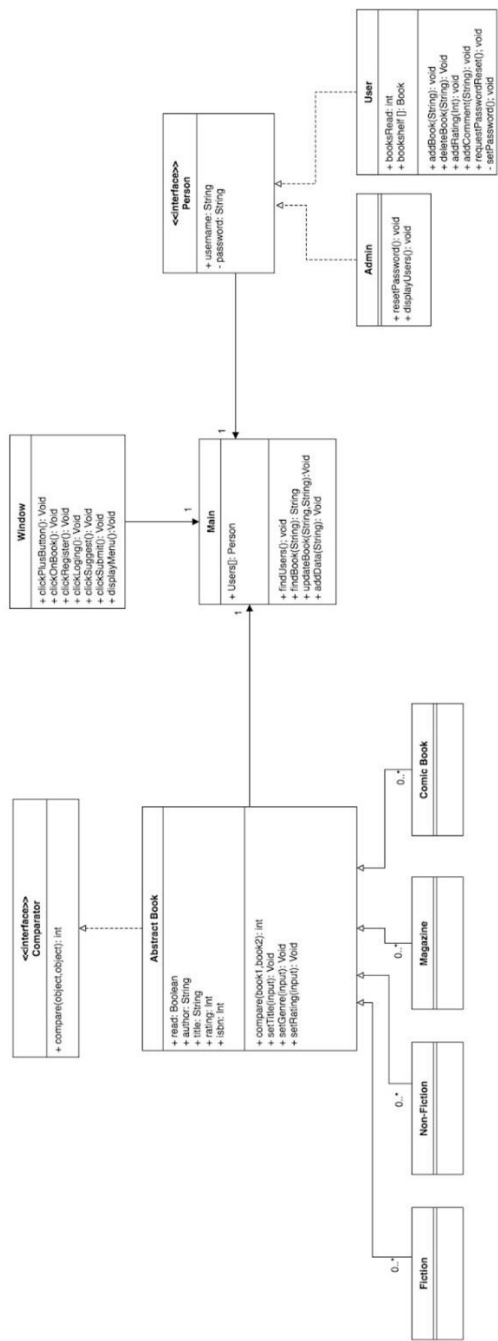 <<interface>>
Comparator
+ compare(object,object): int
Abstract Book
+ read: Boolean
+ author: String
+ title: String
+ rating: Int
+ isbn: Int
+ compare(book1,book2): int
+ setTitle(input): Void
+ setGenre(input): Void
+ setRating(input): Void
Fiction
0..*
Non-Fiction
0..*
Magazine
0..*
Comic Book
0..*
Window
+ clickPlusButton(): Void
+ clickOnBook(): Void
+ clickRegister(): Void
+ clickLoging(): Void
+ clickSuggest(): Void
+ clickSubmit(): Void
+ displayMenu():Void
1
1
1
Main
+ Users[]: Person
+ findUsers(): void
+ findBook(String): String
+ updateBook(String,String):Void
+ addData(String): Void
<<interface>>
Person
+ username: String
- password: String
Admin
+ resetPassword(): void
+ displayUsers(): void
User
+ booksRead: int
+ bookshelf []: Book
+ addBook(String): void
+ deleteBook(String): Void
+ addRating(Int): void
+ addComment(String): void
+ requestPasswordReset(); void
- setPassword(); void